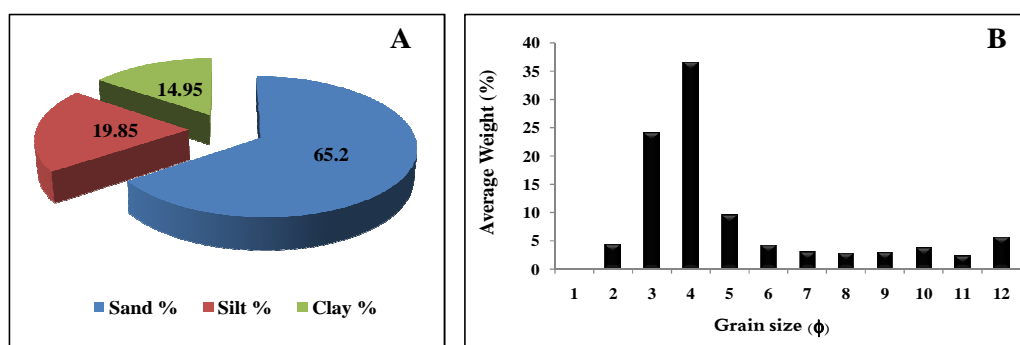 A
14.95
19.85
65.2
Sand % Silt % Clay %
B
Average Weight (%)
40
35
30
25
20
15
10
5
0
1 2 3 4 5 6 7 8 9 10 11 12
Grain size (ϕ)